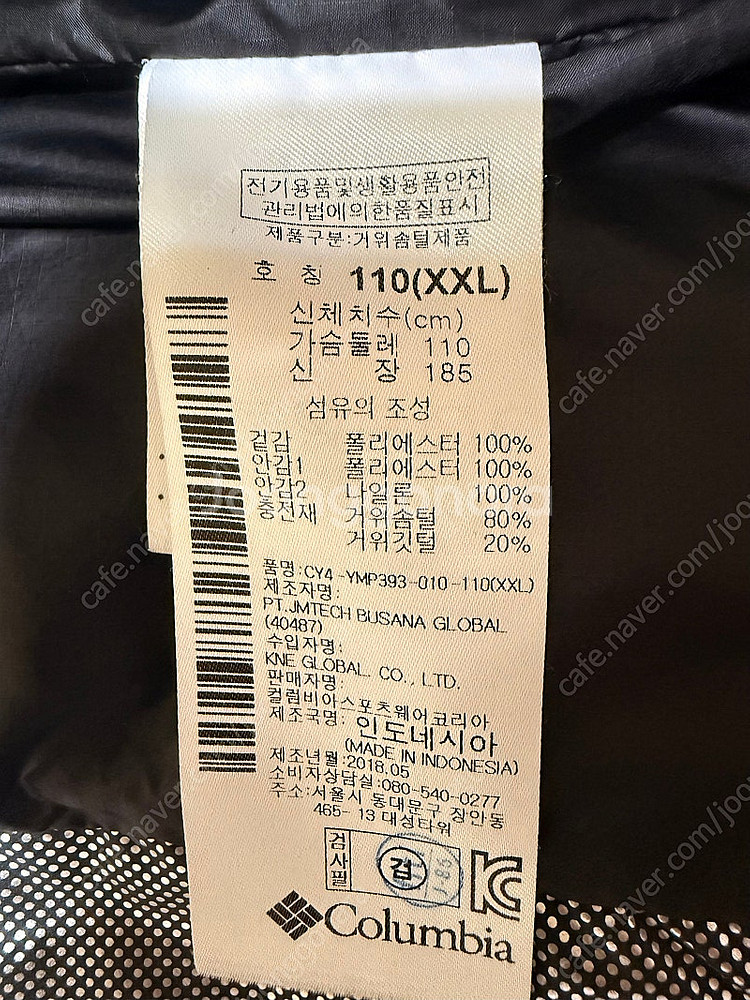 전기용품및생활용품안전
관리법에의한품질표시
제품구분:거위솜털제품
호 칭 110(XXL)
신체치수(cm)
가슴둘레 110
신 장 185
섬유의 조성
겉감 폴리에스터 100%
안감1 폴리에스터 100%
안감2 나일론 100%
충전재 거위솜털 80%
거위깃털 20%
품명:CY4-YMP393-010-110(XXL)
제조자명:
PT.JMTECH BUSANA GLOBAL
(40487)
수입자명:
KNE GLOBAL. CO., LTD.
판매자명:
컬럼비아스포츠웨어코리아
제조국명: 인도네시아
(MADE IN INDONESIA)
제조년월:2018.05
소비자상담실:080-540-0277
주소:서울시 동대문구 장안동
465-13 대성타워
검사필 검
KC
Columbia
cafe.naver.com/joo